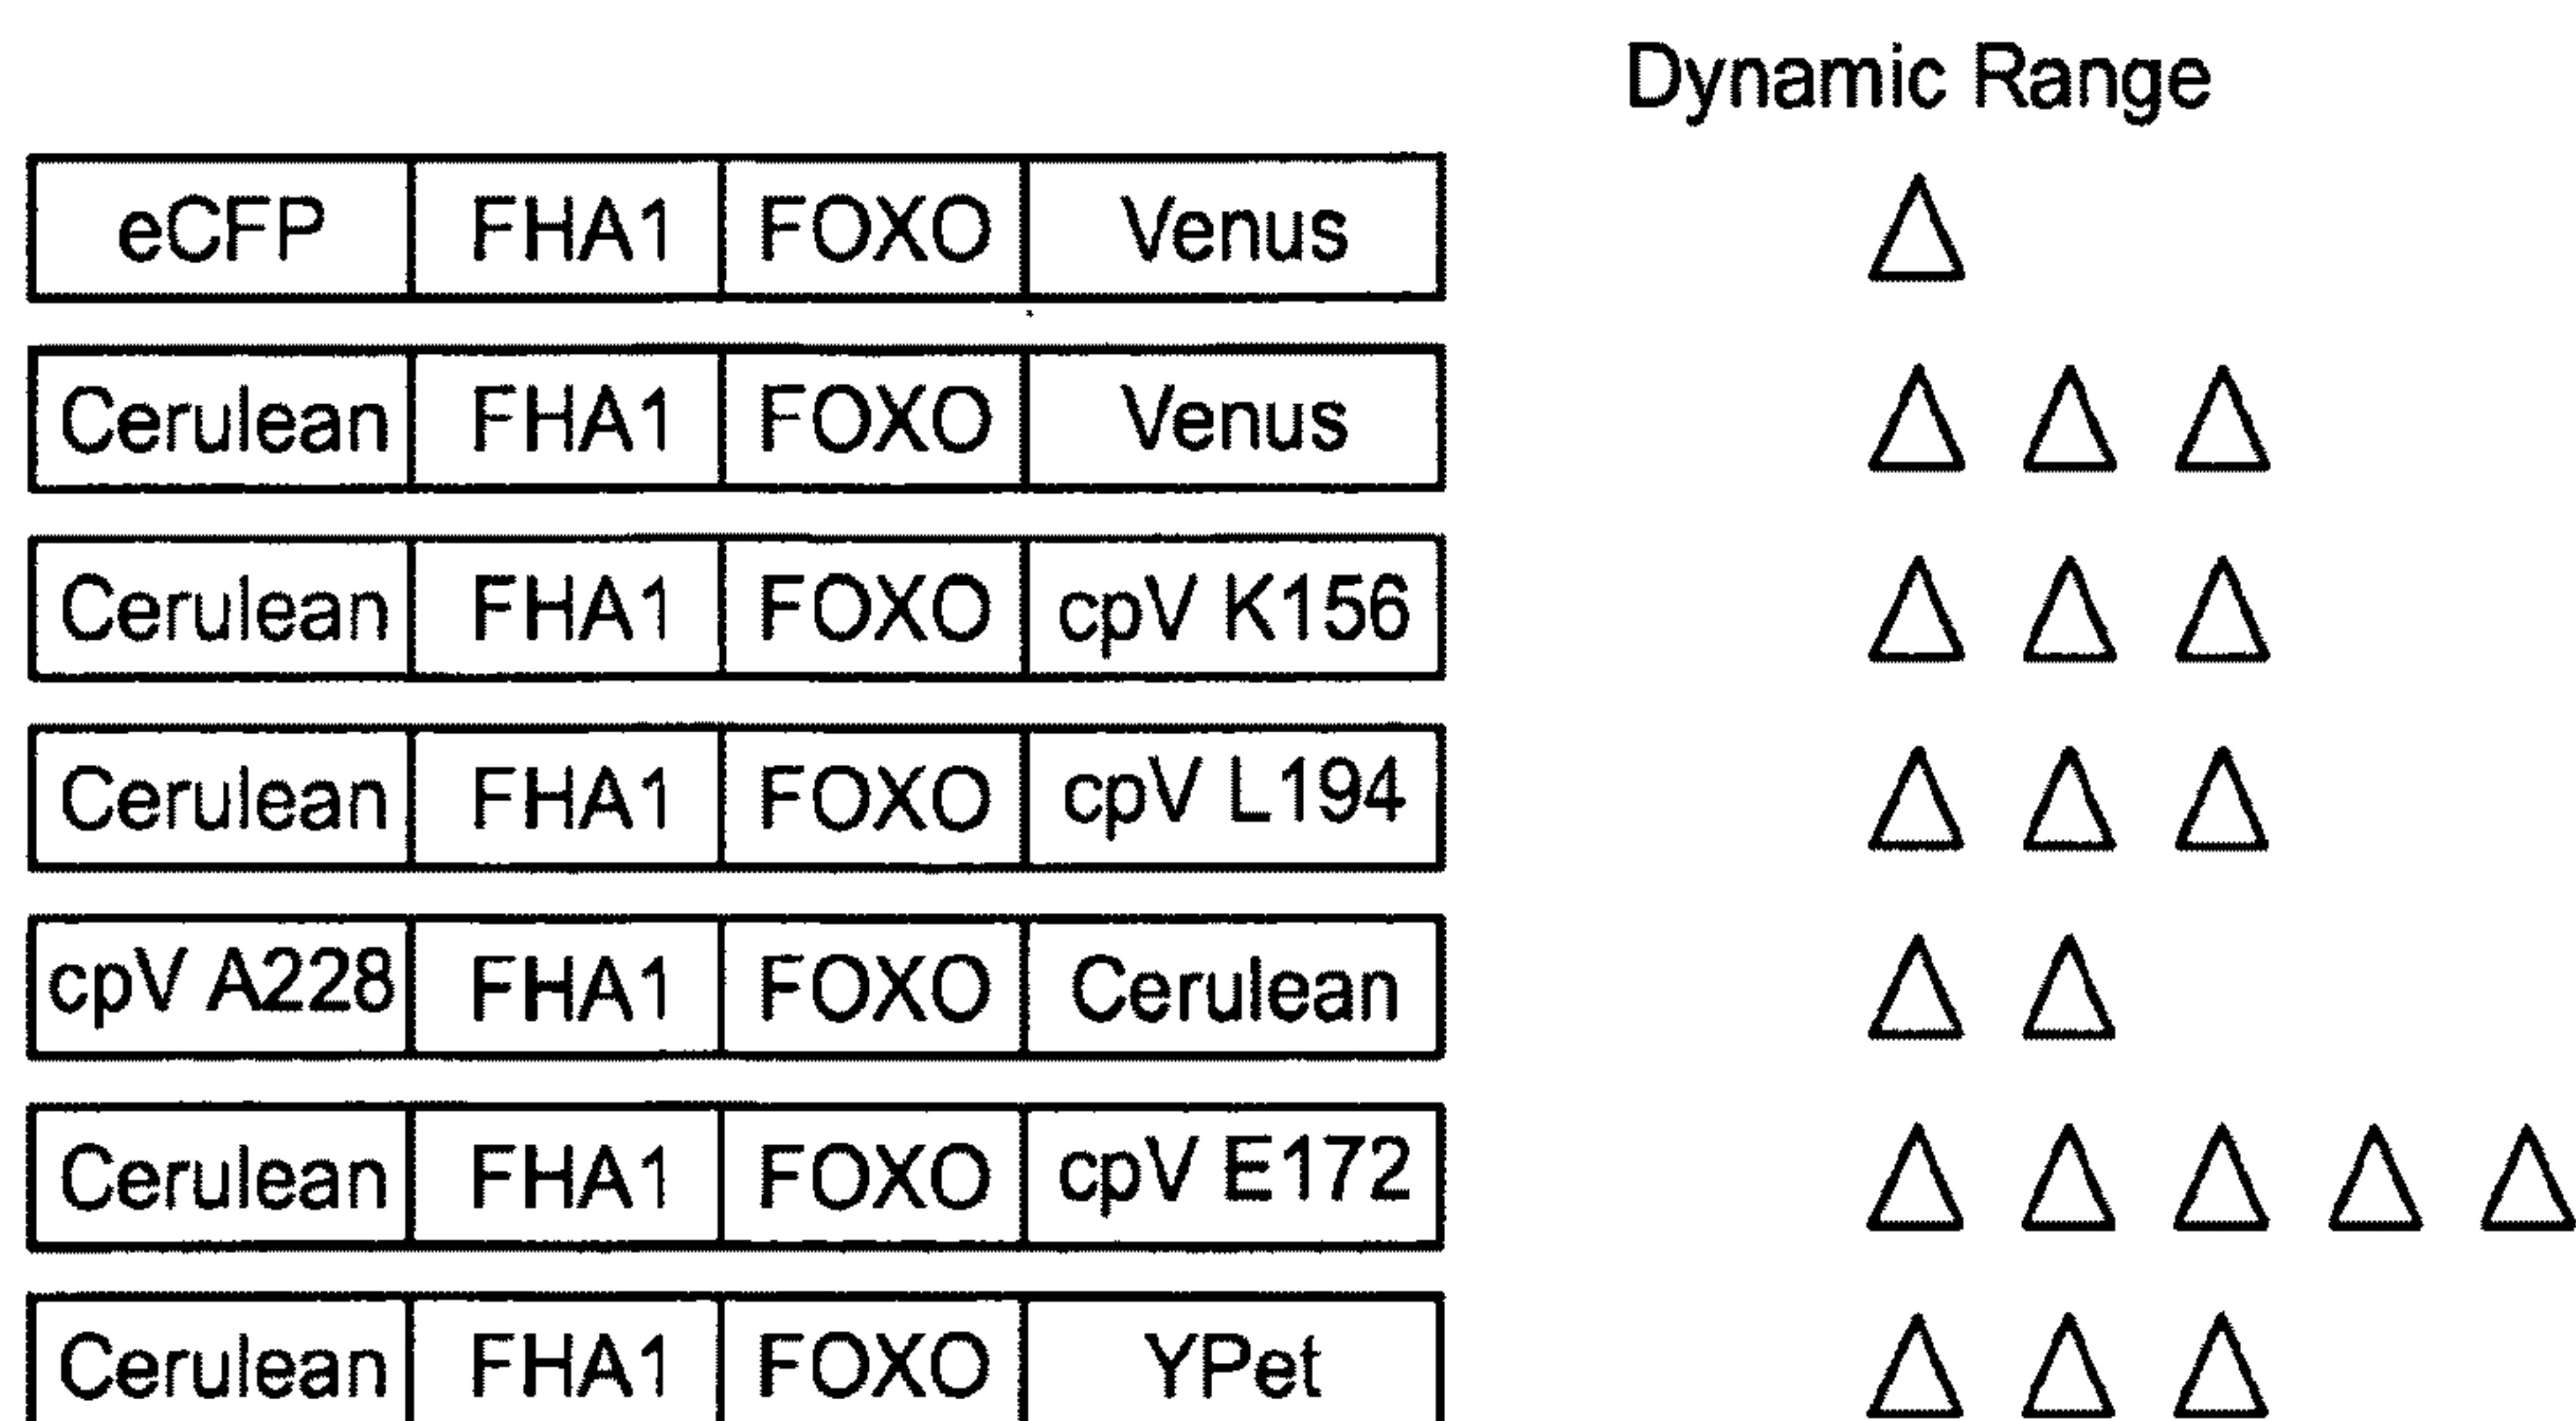 Dynamic Range
eCFP FHA1 FOXO Venus
Cerulean FHA1 FOXO Venus
Cerulean FHA1 FOXO cpV K156
Cerulean FHA1 FOXO cpV L194
cpV A228 FHA1 FOXO Cerulean
Cerulean FHA1 FOXO cpV E172
Cerulean FHA1 FOXO YPet